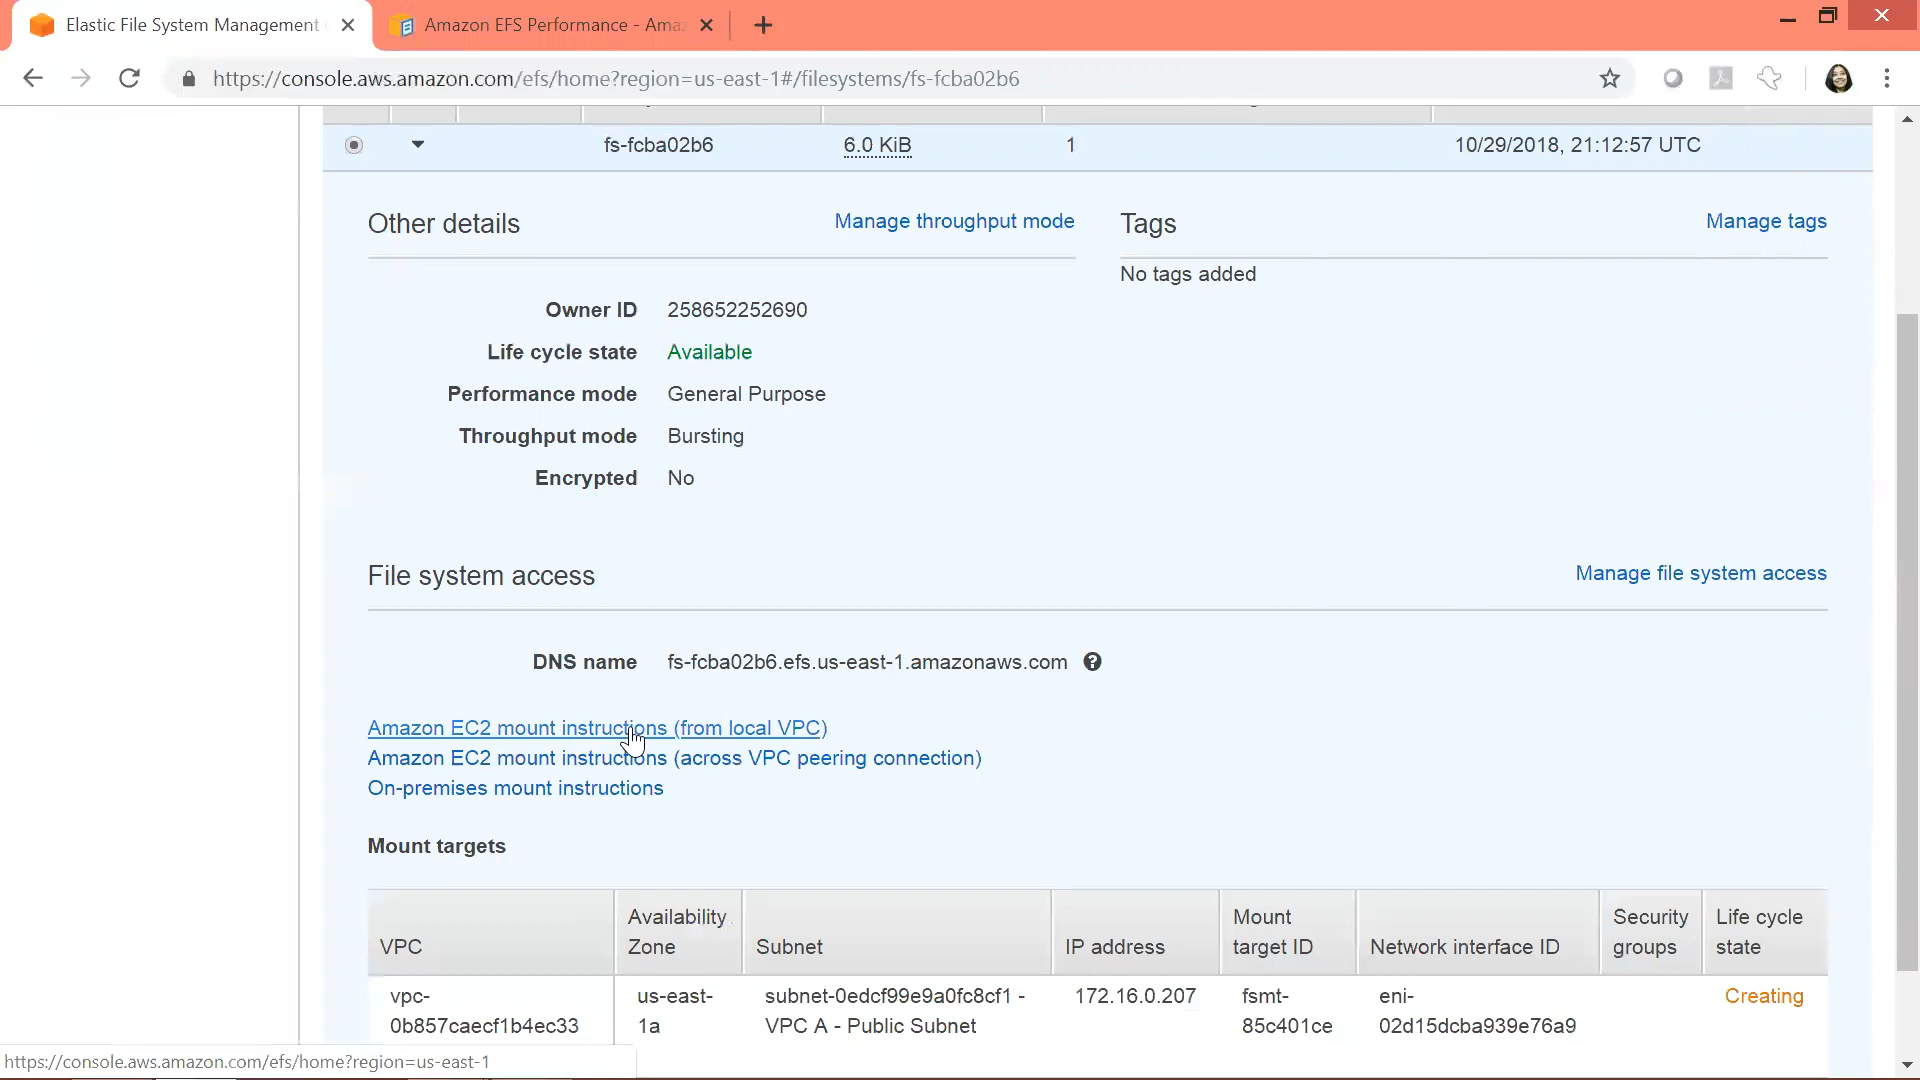 Elastic File System Management
Amazon EFS Performance - Ama
https://console.aws.amazon.com/efs/home?region=us-east-1#/filesystems/fs-fcba02b6
fs-fcba02b6 6.0 KiB 1 10/29/2018, 21:12:57 UTC
Other details Manage throughput mode
Tags Manage tags
No tags added
Owner ID 258652252690
Life cycle state Available
Performance mode General Purpose
Throughput mode Bursting
Encrypted No
File system access Manage file system access
DNS name fs-fcba02b6.efs.us-east-1.amazonaws.com ?
Amazon EC2 mount instructions (from local VPC)
Amazon EC2 mount instructions (across VPC peering connection)
On-premises mount instructions
Mount targets
VPC
Availability
Zone
Subnet
IP address
Mount
target ID
Network interface ID
Security
groups
Life cycle
state
vpc-
0b857caecf1b4ec33
us-east-
1a
subnet-0edcf99e9a0fc8cf1 -
VPC A - Public Subnet
172.16.0.207
fsmt-
85c401ce
eni-
02d15dcba939e76a9
Creating
https://console.aws.amazon.com/efs/home?region=us-east-1